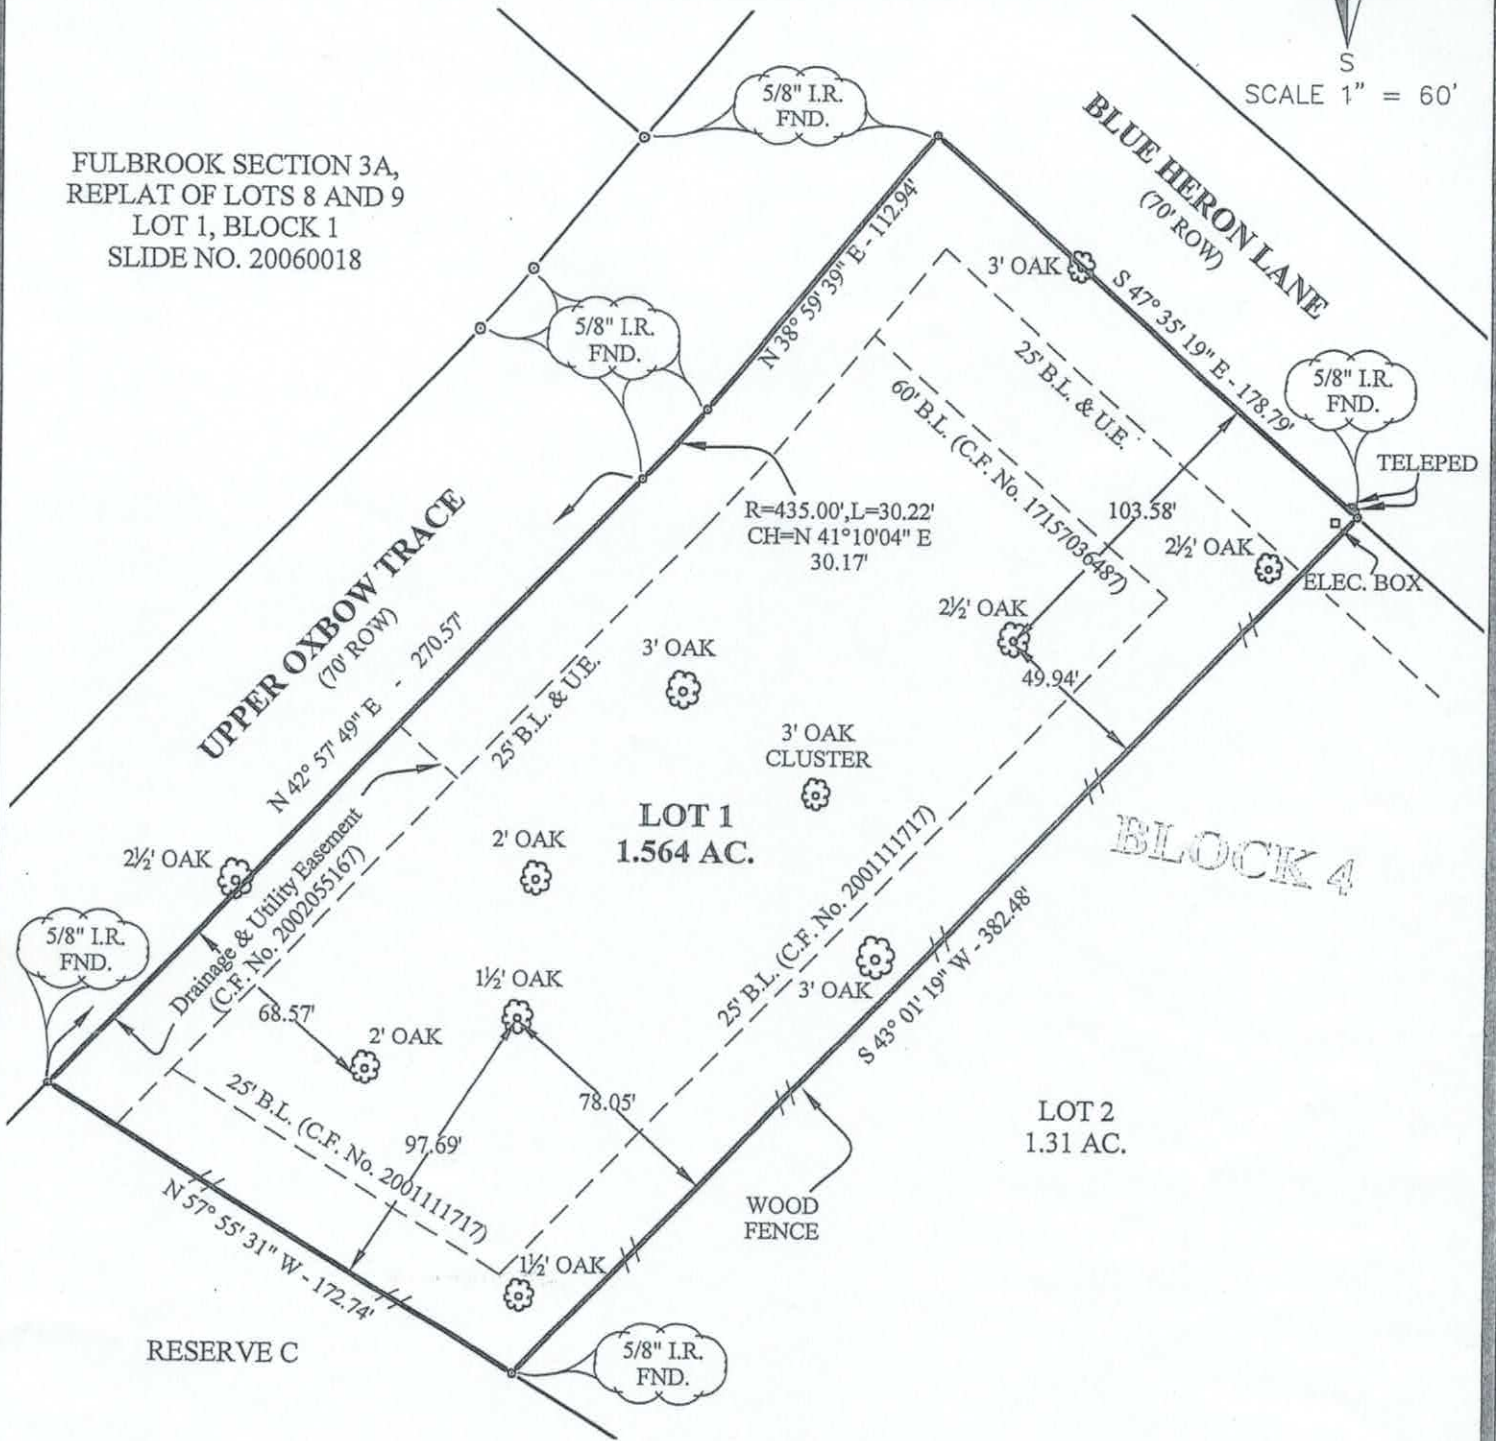 S
SCALE 1" = 60'
5/8" I.R.
FND.
BLUE HERON LANE
(70' ROW)
FULBROOK SECTION 3A,
REPLAT OF LOTS 8 AND 9
LOT 1, BLOCK 1
SLIDE NO. 20060018
N 38° 59' 39" E - 112.94'
3' OAK
S 47° 35' 19" E - 178.79'
5/8" I.R.
FND.
25' B.L. & U.E.
5/8" I.R.
FND.
60' B.L. (C.F. No. 17157036487)
TELEPED
R=435.00',L=30.22'
CH=N 41°10'04" E
30.17'
103.58'
2½' OAK
ELEC. BOX
UPPER OXBOW TRACE
(70' ROW)
N 42° 57' 49" E - 270.57'
2½' OAK
3' OAK
49.94'
25' B.L. & U.E.
3' OAK
CLUSTER
LOT 1
1.564 AC.
BLOCK 4
2½' OAK
2' OAK
Drainage & Utility Easement
(C.F. No. 2002055167)
25' B.L. (C.F. No. 2001111717)
S 43° 01' 19" W - 382.48'
5/8" I.R.
FND.
1½' OAK
3' OAK
68.57'
2' OAK
25' B.L. (C.F. No. 2001111717)
78.05'
97.69'
LOT 2
1.31 AC.
N 57° 55' 31" W - 172.74'
WOOD
FENCE
1½' OAK
RESERVE C
5/8" I.R.
FND.